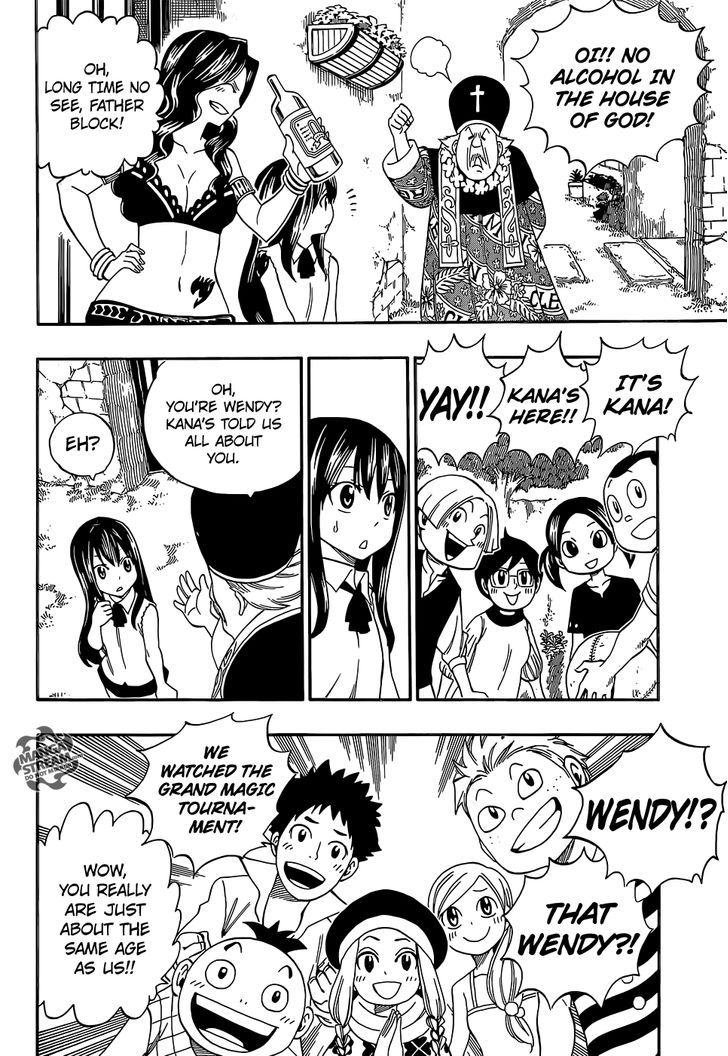 OI!! NO
ALCOHOL IN
THE HOUSE
OF GOD!
OH,
LONG TIME NO
SEE, FATHER
BLOCK!
CLE
CLE
IT'S
KANA!
KANA'S
HERE!!
YAY!!
OH,
YOU'RE WENDY?
KANA'S TOLD US
ALL ABOUT
YOU.
EH?
WENDY!?
WE
WATCHED THE
GRAND MAGIC
TOURNA-
MENT!
THAT
WENDY?!
WOW,
YOU REALLY
ARE JUST
ABOUT THE
SAME AGE
AS US!!
MANGA
STREAM